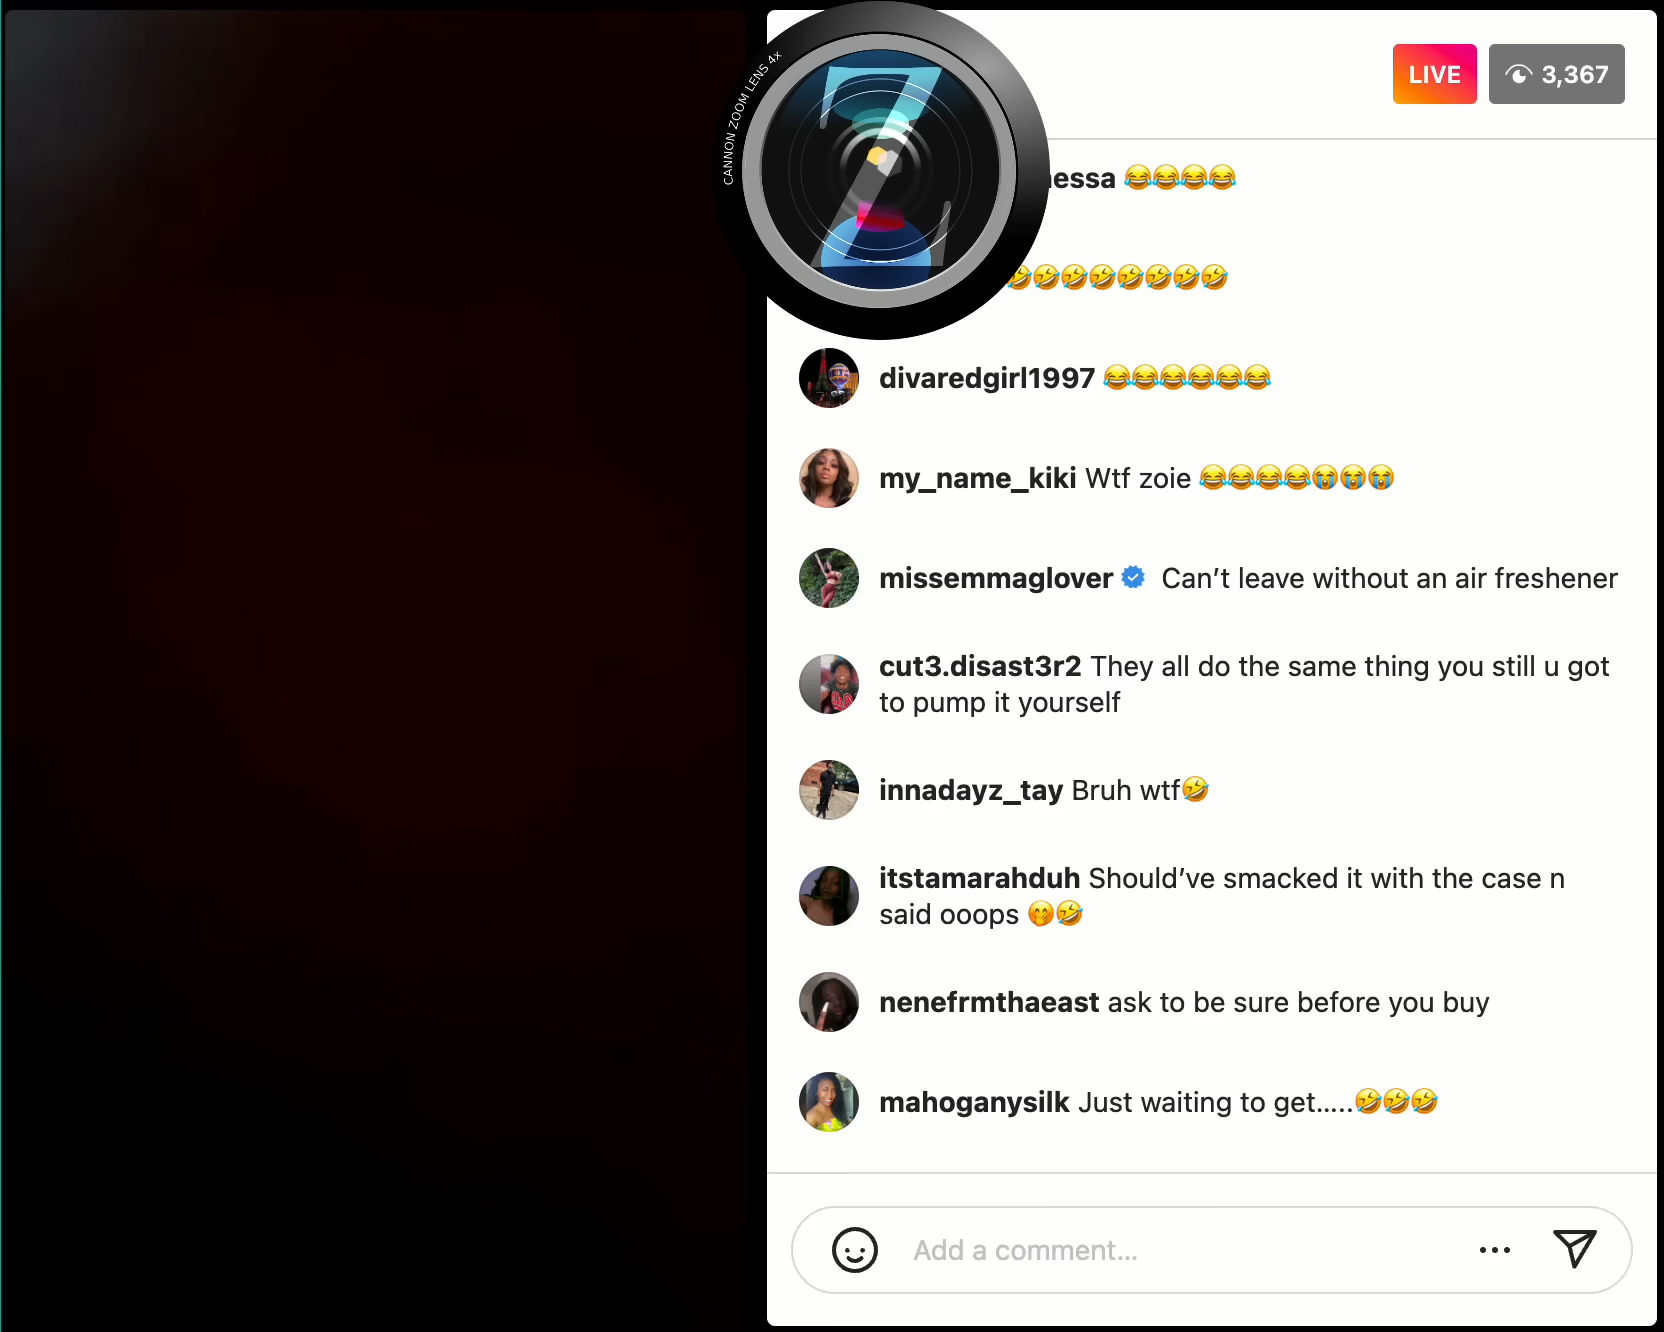 CANNON ZOOM LENS 4x
LIVE 3,367
essa 😂😂😂😂
🤣🤣🤣🤣🤣🤣🤣🤣
divaredgirl1997 😂😂😂😂😂😂
my_name_kiki Wtf zoie 😂😂😂😂😭😭😭
missemmaglover Can’t leave without an air freshener
cut3.disast3r2 They all do the same thing you still u got
to pump it yourself
innadayz_tay Bruh wtf🤣
itstamarahduh Should’ve smacked it with the case n
said ooops 🤭🤣
nenefrmthaeast ask to be sure before you buy
mahoganysilk Just waiting to get.....🤣🤣🤣
Add a comment...